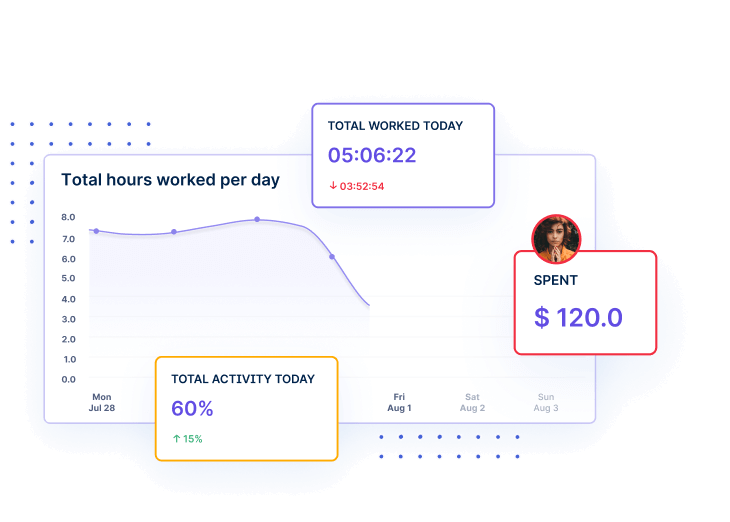 TOTAL WORKED TODAY
05:06:22
↓ 03:52:54
Total hours worked per day
8.0
7.0
6.0
5.0
4.0
3.0
2.0
1.0
0.0
SPENT
$ 120.0
TOTAL ACTIVITY TODAY
60%
↑ 15%
Mon
Jul 28
Fri
Aug 1
Sat
Aug 2
Sun
Aug 3